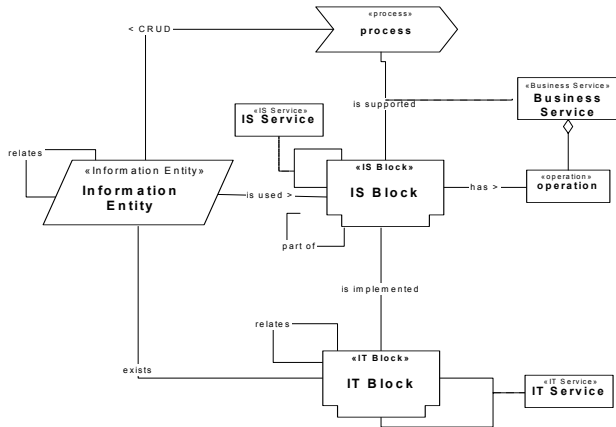 «process»
process
< CRUD
«Business Service»
Business
Service
is supported
«IS Service»
IS Service
relates
«Information Entity»
Information
Entity
is used >
«IS Block»
IS Block
has >
«operation»
operation
part of
is implemented
relates
«IT Block»
IT Block
exists
«IT Service»
IT Service